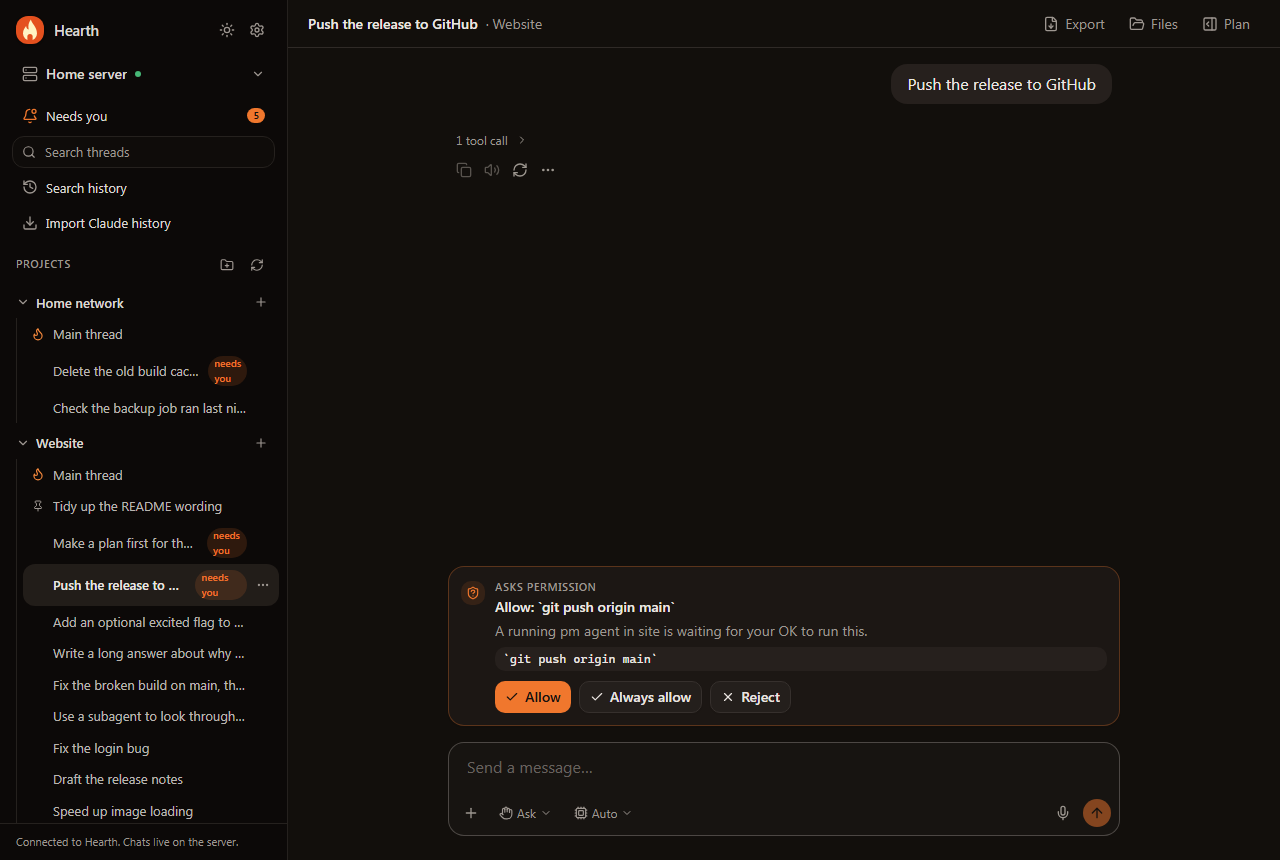 Hearth
Home server
Needs you 5
Search threads
Search history
Import Claude history
PROJECTS
Home network
Main thread
Delete the old build cac... needs you
Check the backup job ran last ni...
Website
Main thread
Tidy up the README wording
Make a plan first for th... needs you
Push the release to ... needs you
Add an optional excited flag to ...
Write a long answer about why ...
Fix the broken build on main, th...
Use a subagent to look through...
Fix the login bug
Draft the release notes
Speed up image loading
Connected to Hearth. Chats live on the server.
Push the release to GitHub · Website
Export
Files
Plan
Push the release to GitHub
1 tool call
ASKS PERMISSION
Allow: `git push origin main`
A running pm agent in site is waiting for your OK to run this.
`git push origin main`
Allow
Always allow
Reject
Send a message...
Ask
Auto